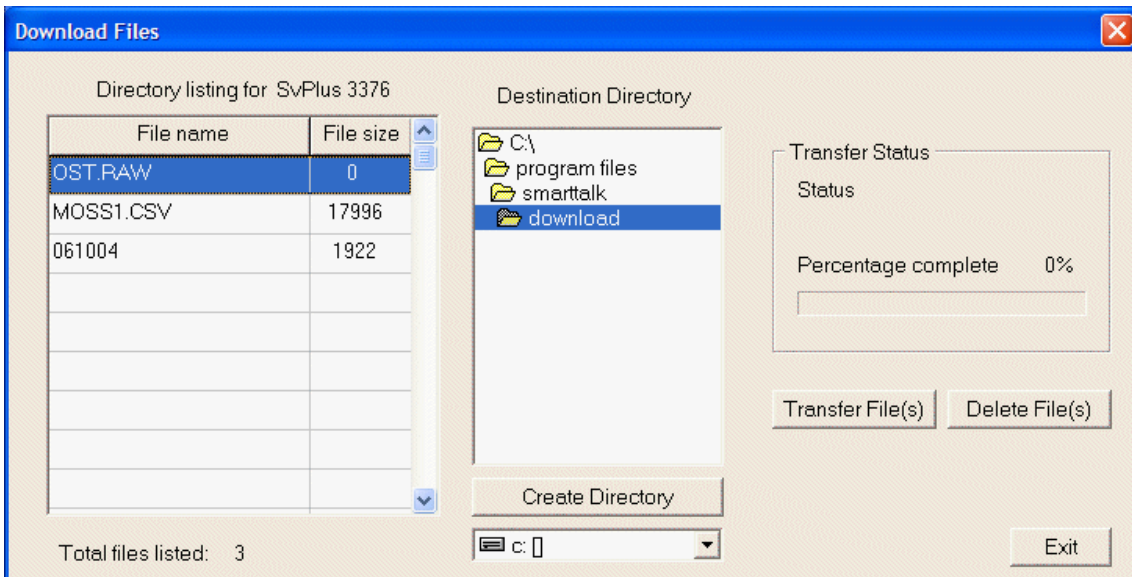 Download Files
Directory listing for SvPlus 3376
File name File size
OST.RAW 0
MOSS1.CSV 17996
061004 1922
Total files listed: 3
Destination Directory
C:\
program files
smarttalk
download
Create Directory
c: []
Transfer Status
Status
Percentage complete 0%
Transfer File(s) Delete File(s)
Exit